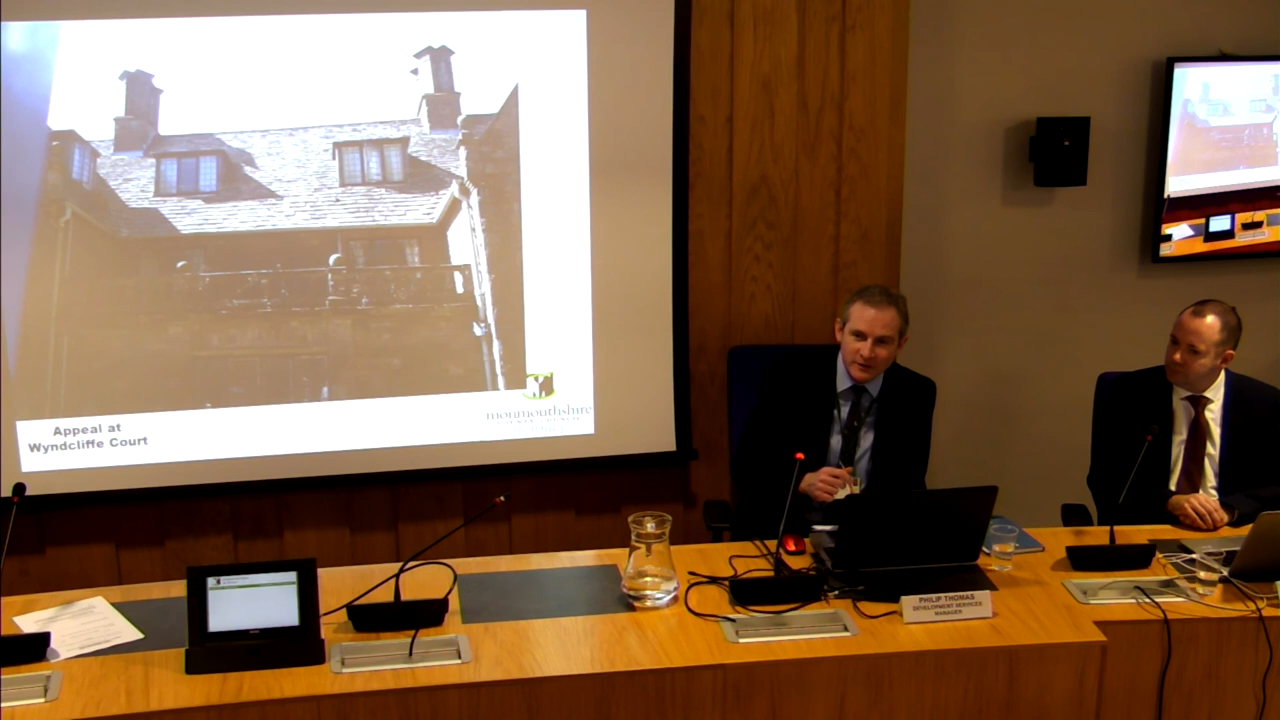 Appeal at
Wyndcliffe Court
monmouthshire
PHILIP THOMAS
DEVELOPMENT SERVICES
MANAGER